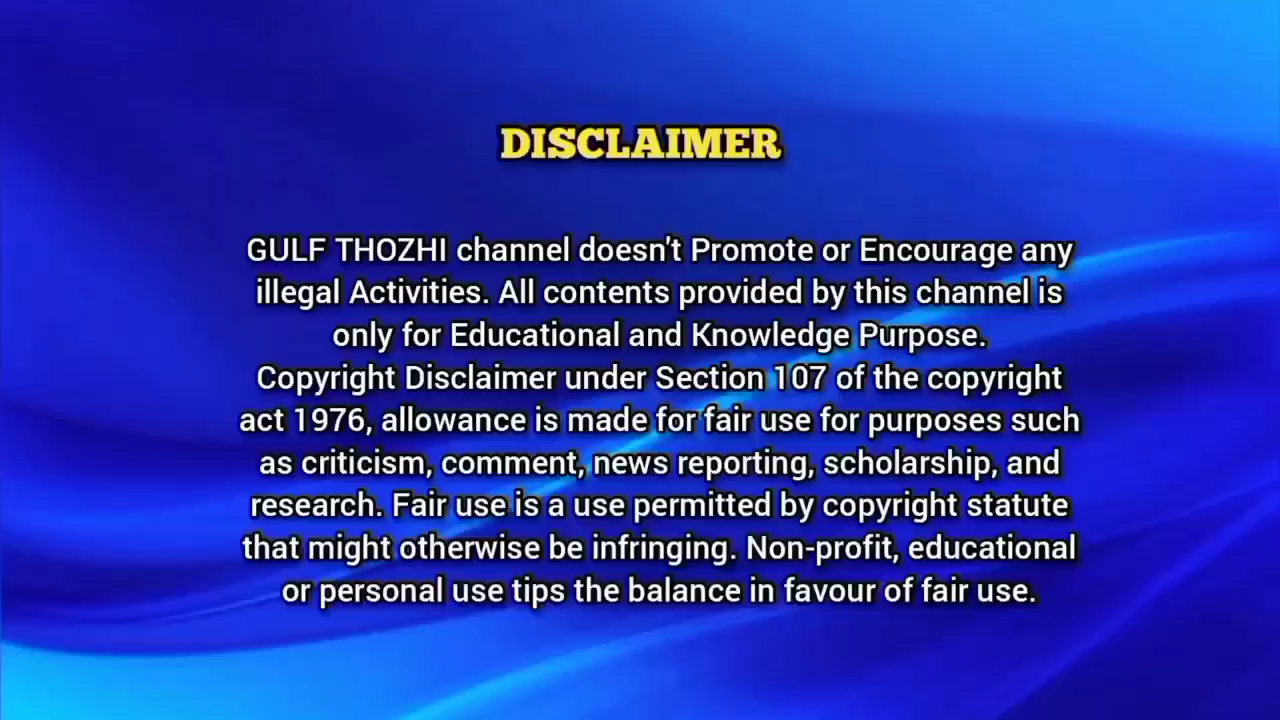 DISCLAIMER
GULF THOZHI channel doesn't Promote or Encourage any
illegal Activities. All contents provided by this channel is
only for Educational and Knowledge Purpose.
Copyright Disclaimer under Section 107 of the copyright
act 1976, allowance is made for fair use for purposes such
as criticism, comment, news reporting, scholarship, and
research. Fair use is a use permitted by copyright statute
that might otherwise be infringing. Non-profit, educational
or personal use tips the balance in favour of fair use.